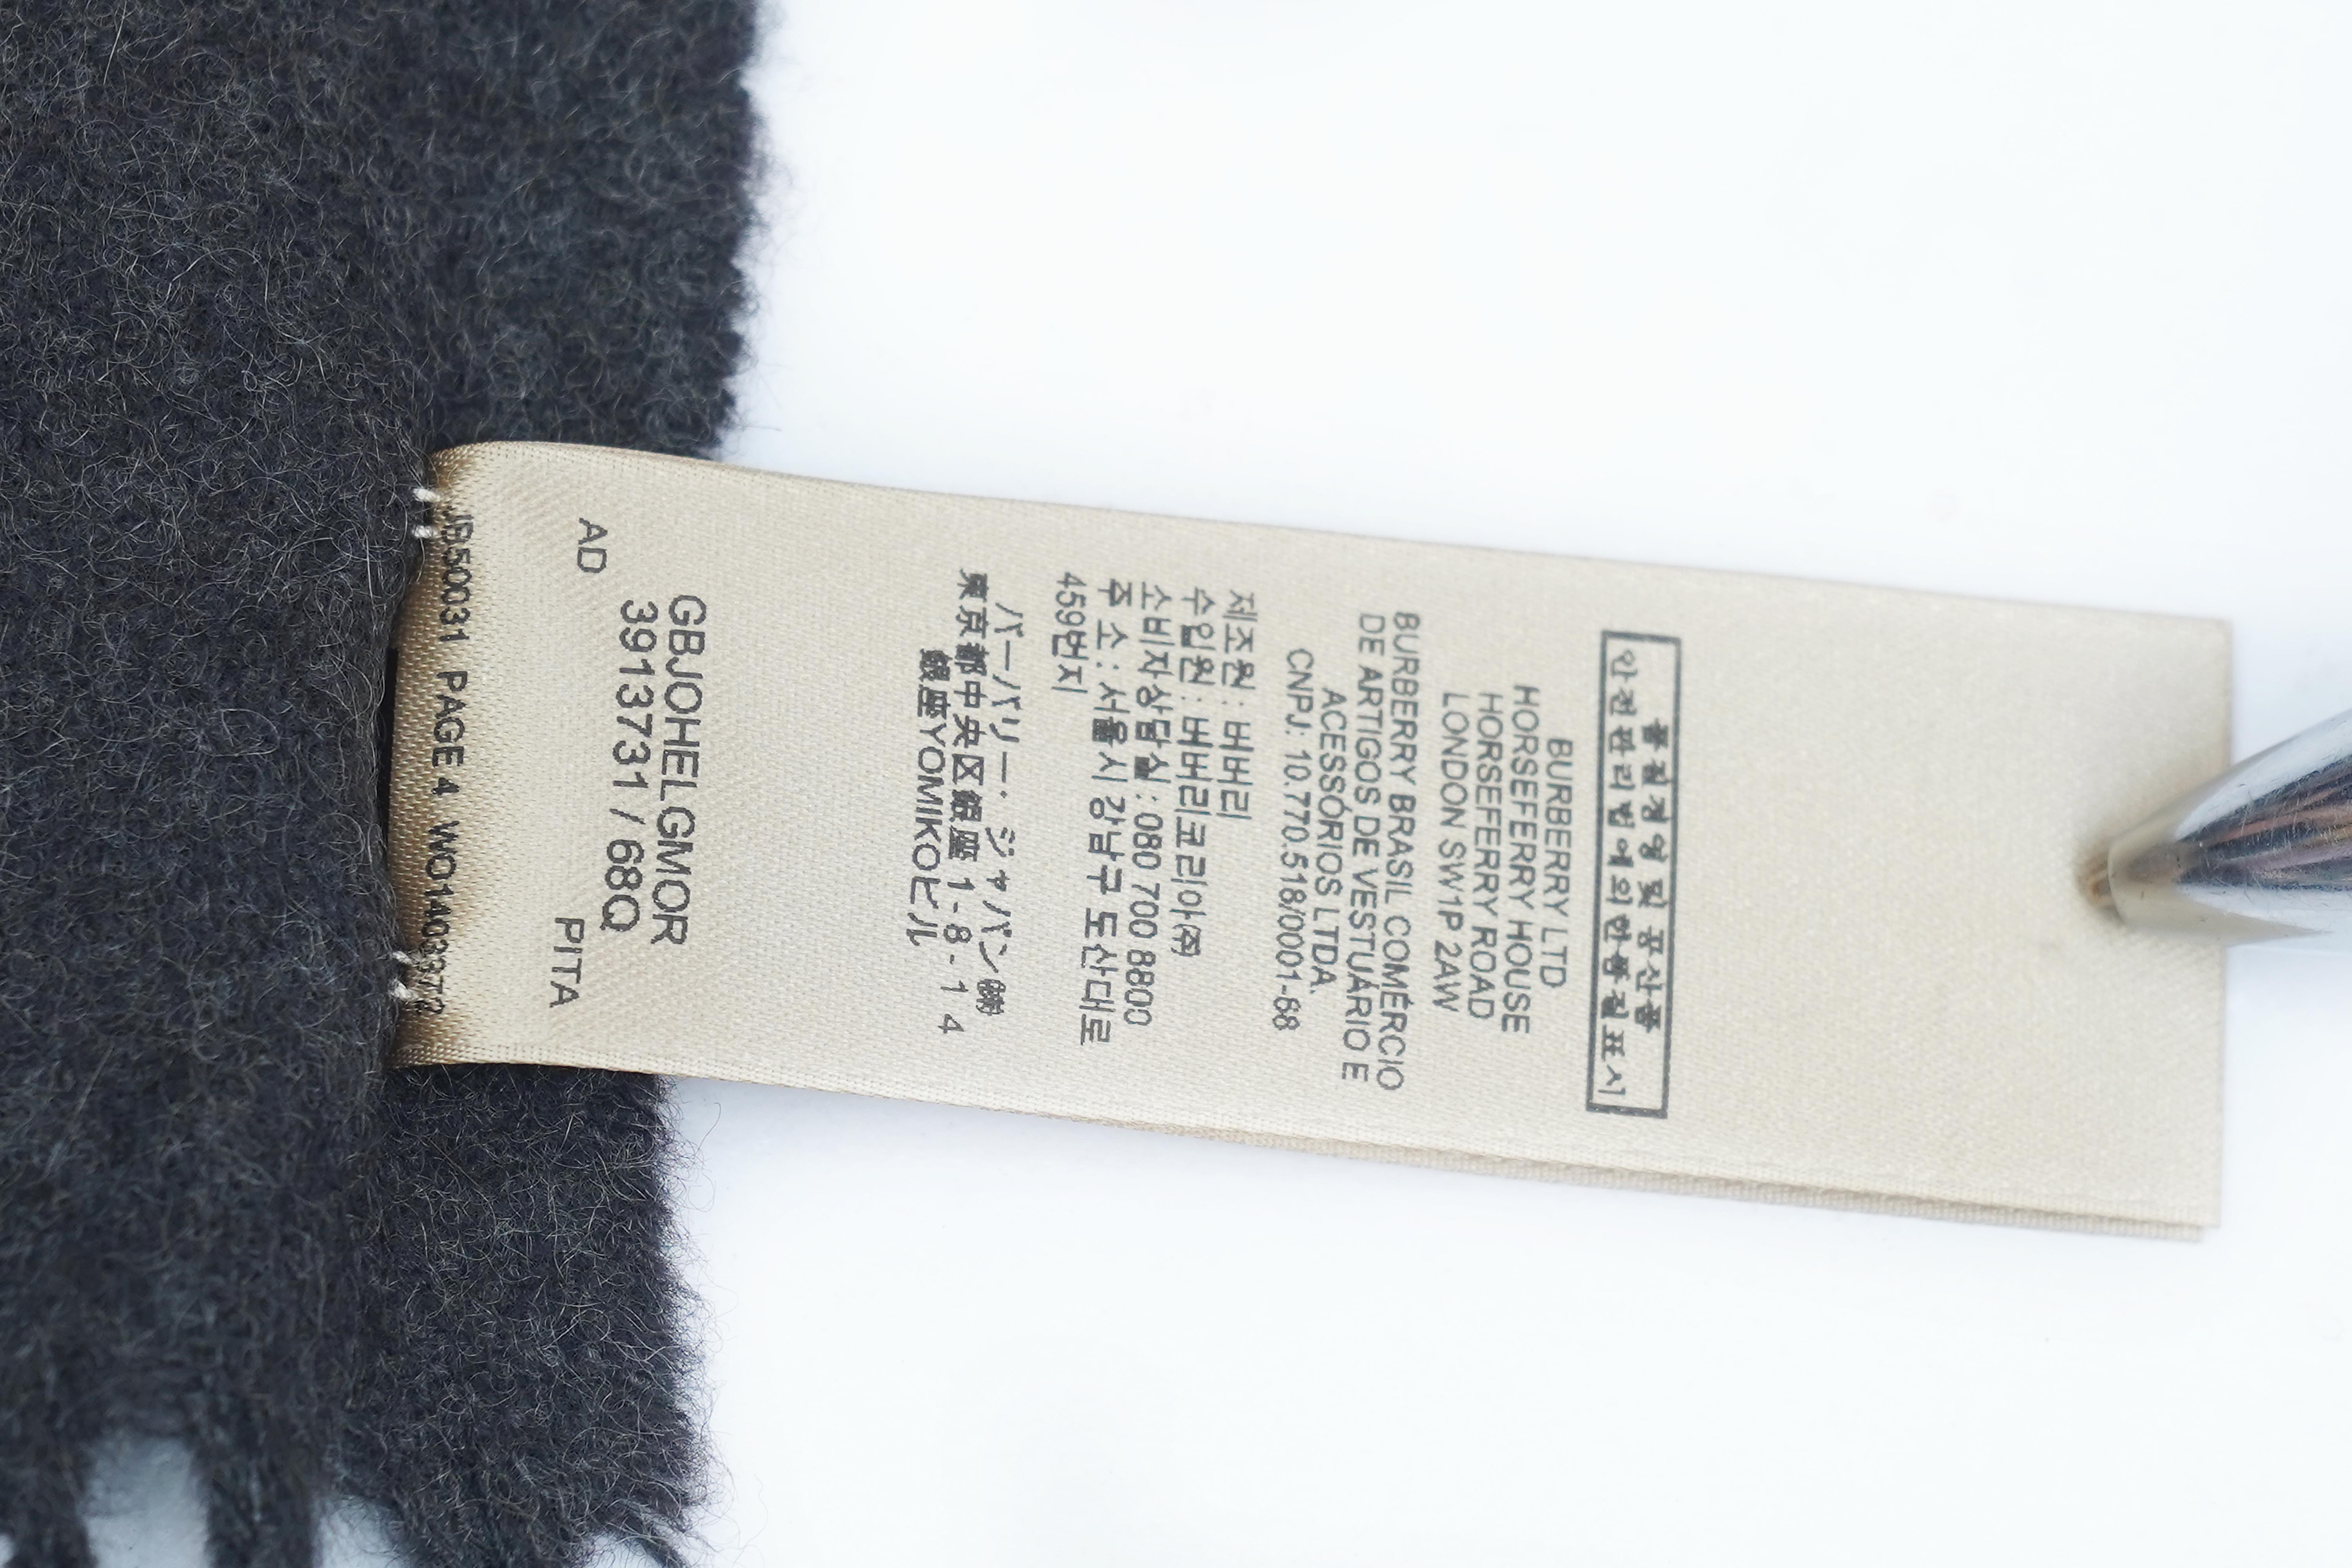 품질경영 및 공산품
안전관리법에의한품질표시
BURBERRY LTD
HORSEFERRY HOUSE
HORSEFERRY ROAD
LONDON SW1P 2AW
BURBERRY BRASIL COMÉRCIO
DE ARTIGOS DE VESTUÁRIO E
ACESSÓRIOS LTDA.
CNPJ: 10.770.518/0001-68
제조원 : 버버리
수입원 : 버버리코리아㈜
소비자상담실 : 080 700 8800
주 소 : 서울시 강남구 도산대로
459번지
バーバリー・ジャパン㈱
東京都中央区銀座1-8-14
銀座YOMIKOビル
GBJOHELGMOR
3913731 / 68Q
AD
PITA
JB50031 PAGE 4 WO1403373